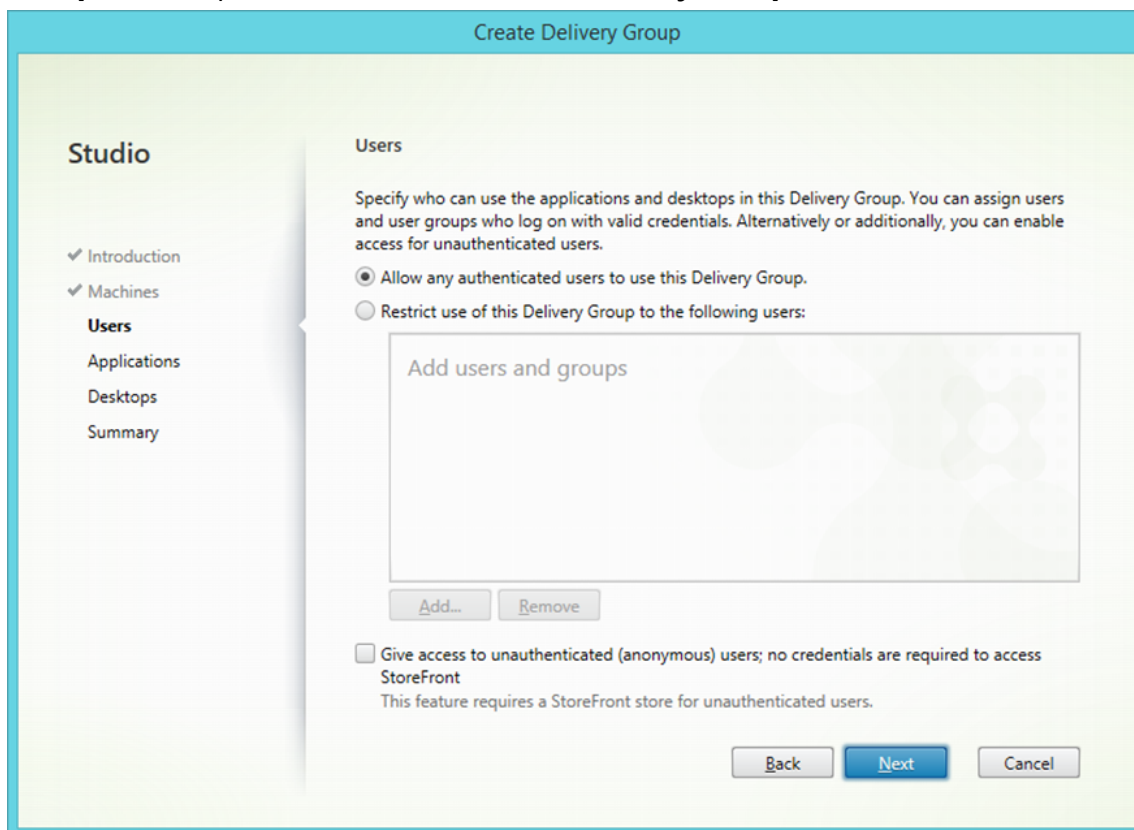 Create Delivery Group
Studio
Introduction
Machines
Users
Applications
Desktops
Summary
Users
Specify who can use the applications and desktops in this Delivery Group. You can assign users
and user groups who log on with valid credentials. Alternatively or additionally, you can enable
access for unauthenticated users.
Allow any authenticated users to use this Delivery Group.
Restrict use of this Delivery Group to the following users:
Add users and groups
Add... Remove
Give access to unauthenticated (anonymous) users; no credentials are required to access
StoreFront
This feature requires a StoreFront store for unauthenticated users.
Back Next Cancel